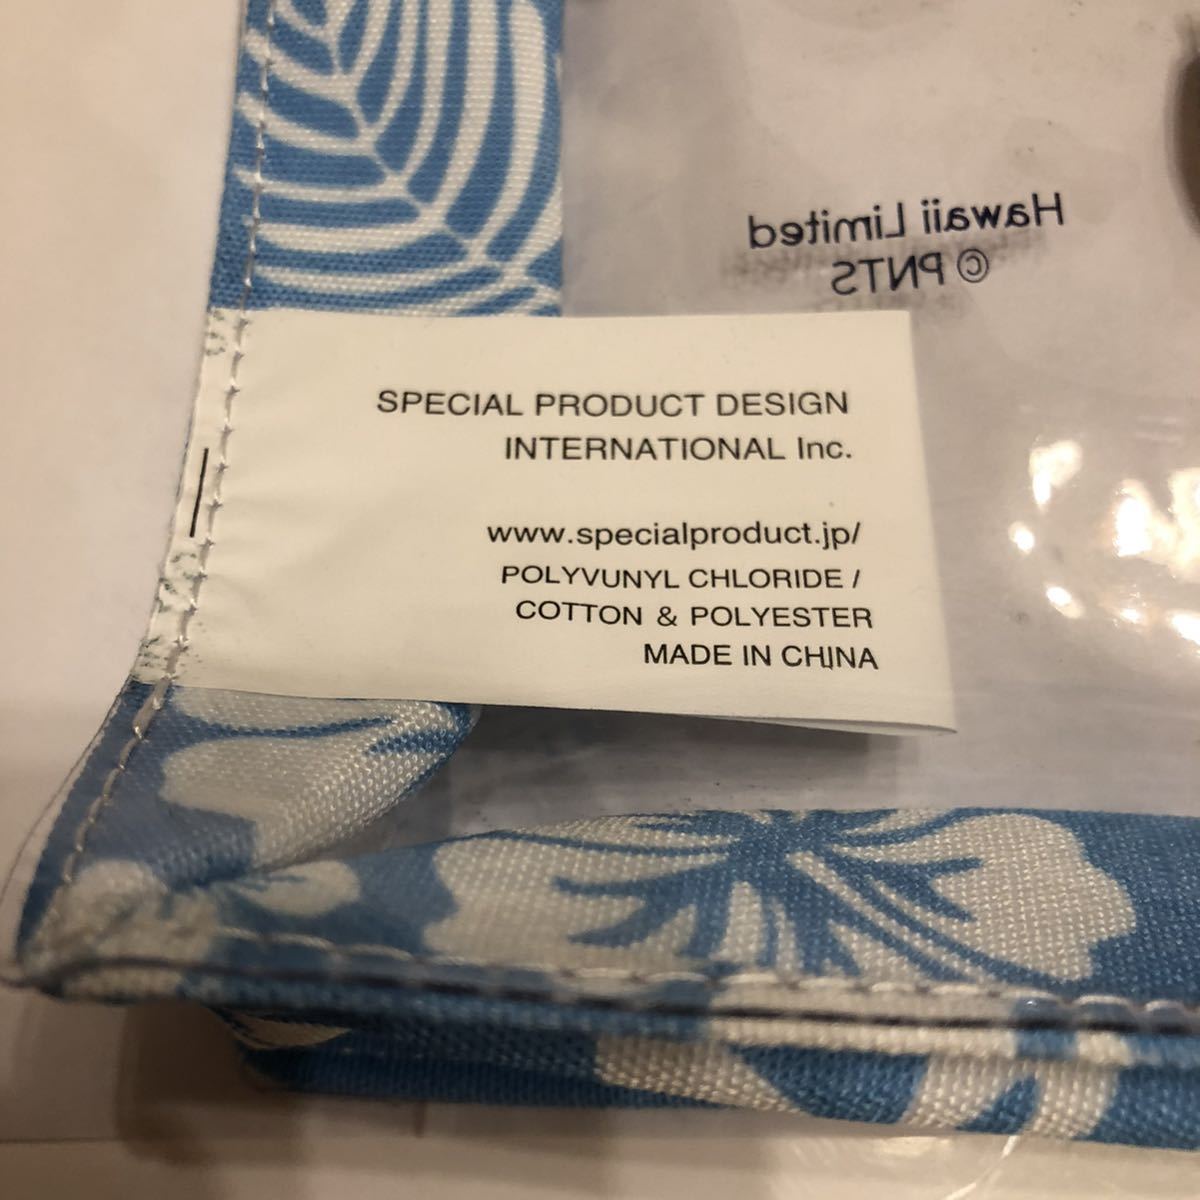 Hawaii Limited
© PNTS
SPECIAL PRODUCT DESIGN
INTERNATIONAL Inc.
www.specialproduct.jp/
POLYVUNYL CHLORIDE /
COTTON & POLYESTER
MADE IN CHINA